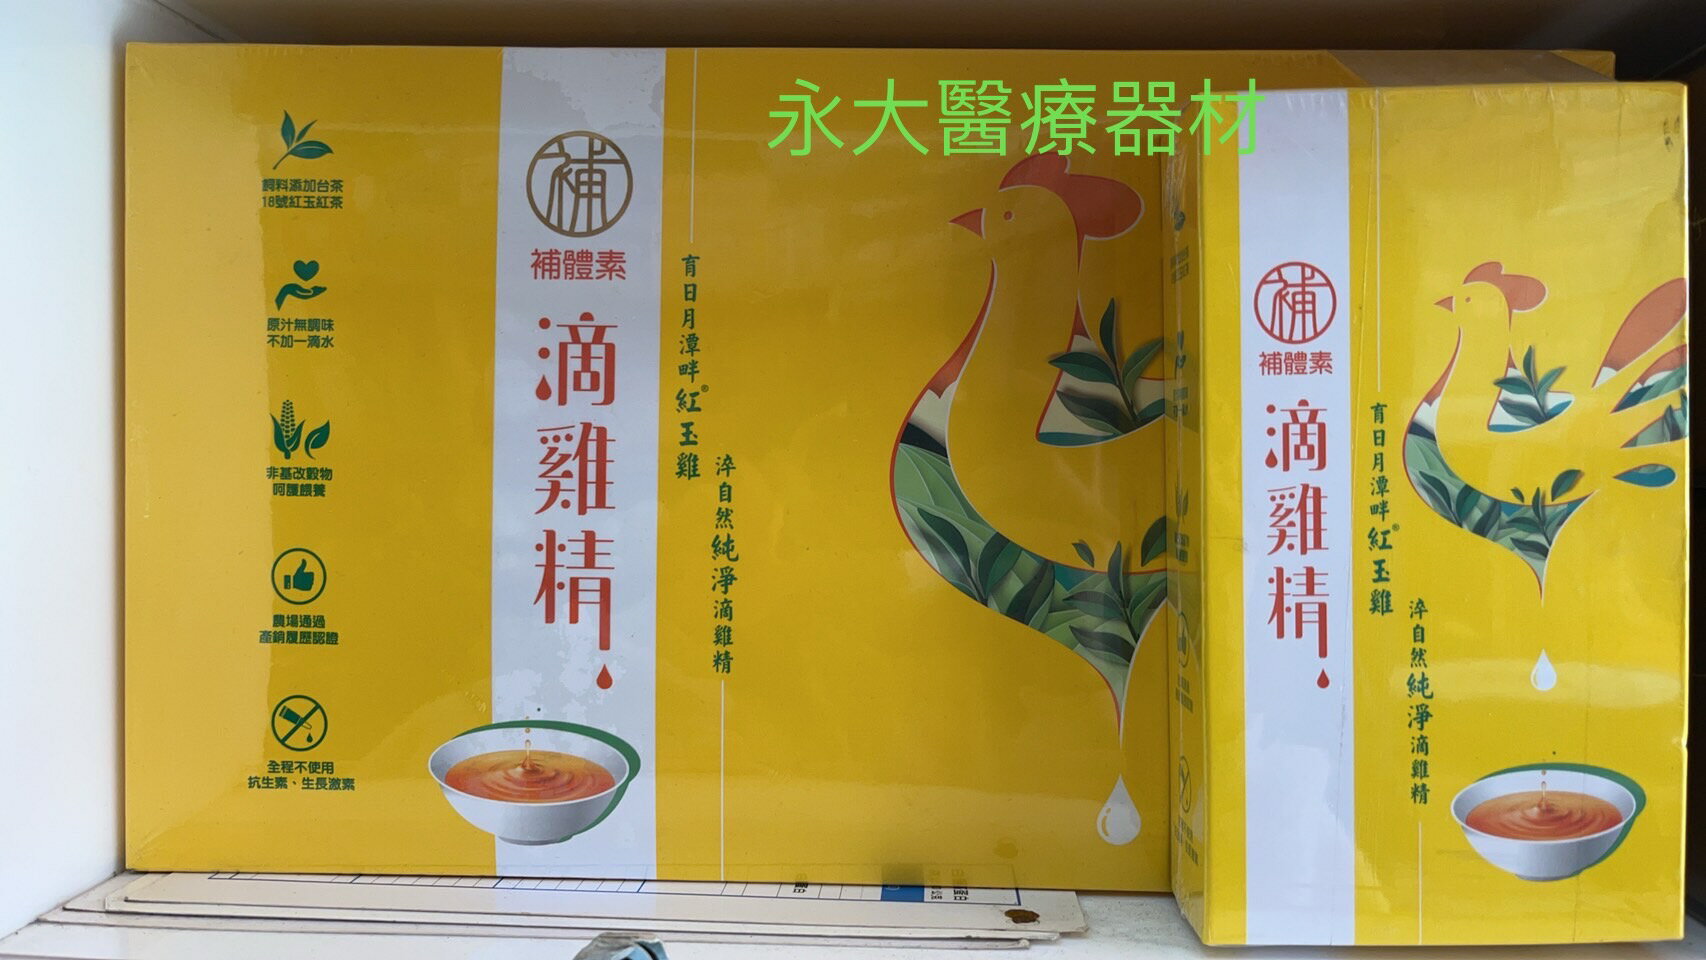 永大醫療器材
飼料添加台茶
18號紅玉紅茶
原汁無調味
不加一滴水
非基改穀物
呵護餵養
農場通過
產銷履歷認證
全程不使用
抗生素、生長激素
補
補體素
滴雞精
育日月潭畔紅®玉雞
淬自然純淨滴雞精
補
補體素
滴雞精
育日月潭畔紅®玉雞
淬自然純淨滴雞精